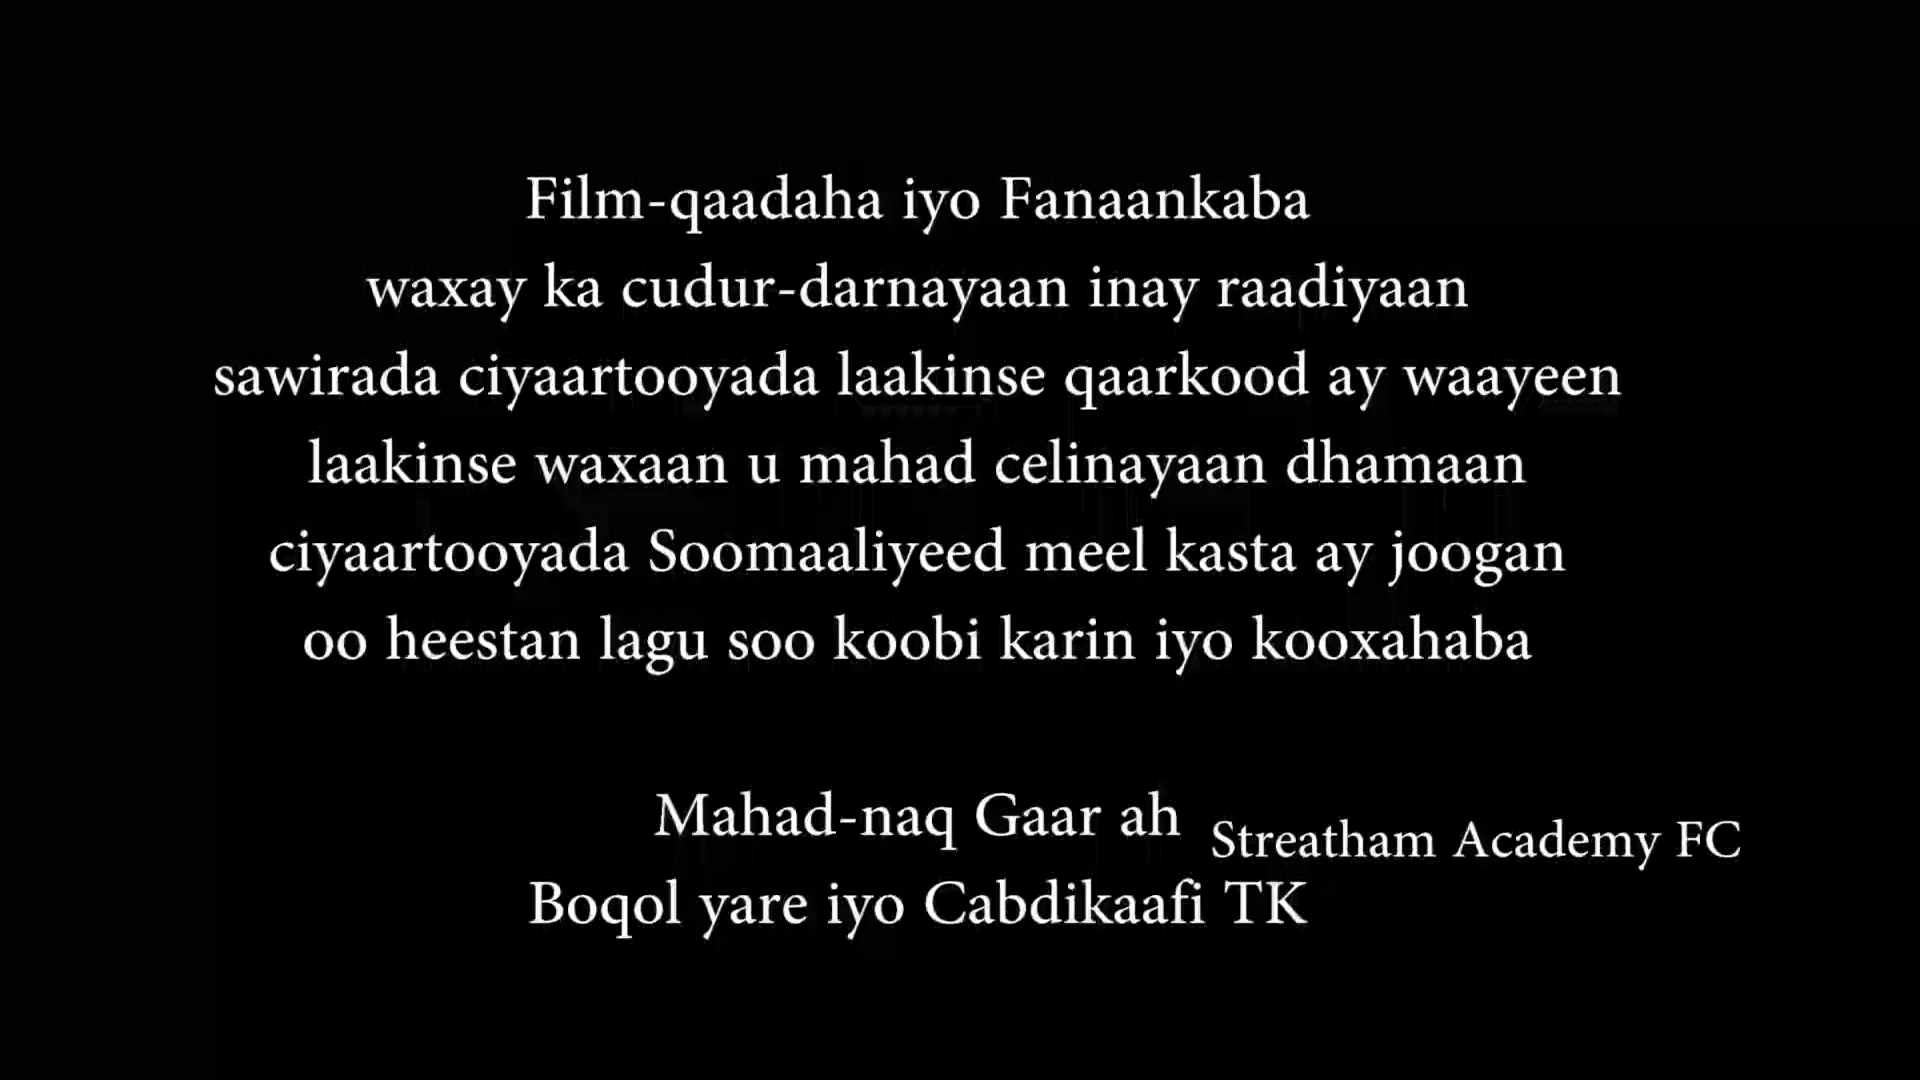 Film-qaadaha iyo Fanaankaba
waxay ka cudur-darnayaan inay raadiyaan
sawirada ciyaartooyada laakinse qaarkood ay waayeen
laakinse waxaan u mahad celinayaan dhamaan
ciyaartooyada Soomaaliyeed meel kasta ay joogan
oo heestan lagu soo koobi karin iyo kooxahaba
Mahad-naq Gaar ah
Streatham Academy FC
Boqol yare iyo Cabdikaafi TK